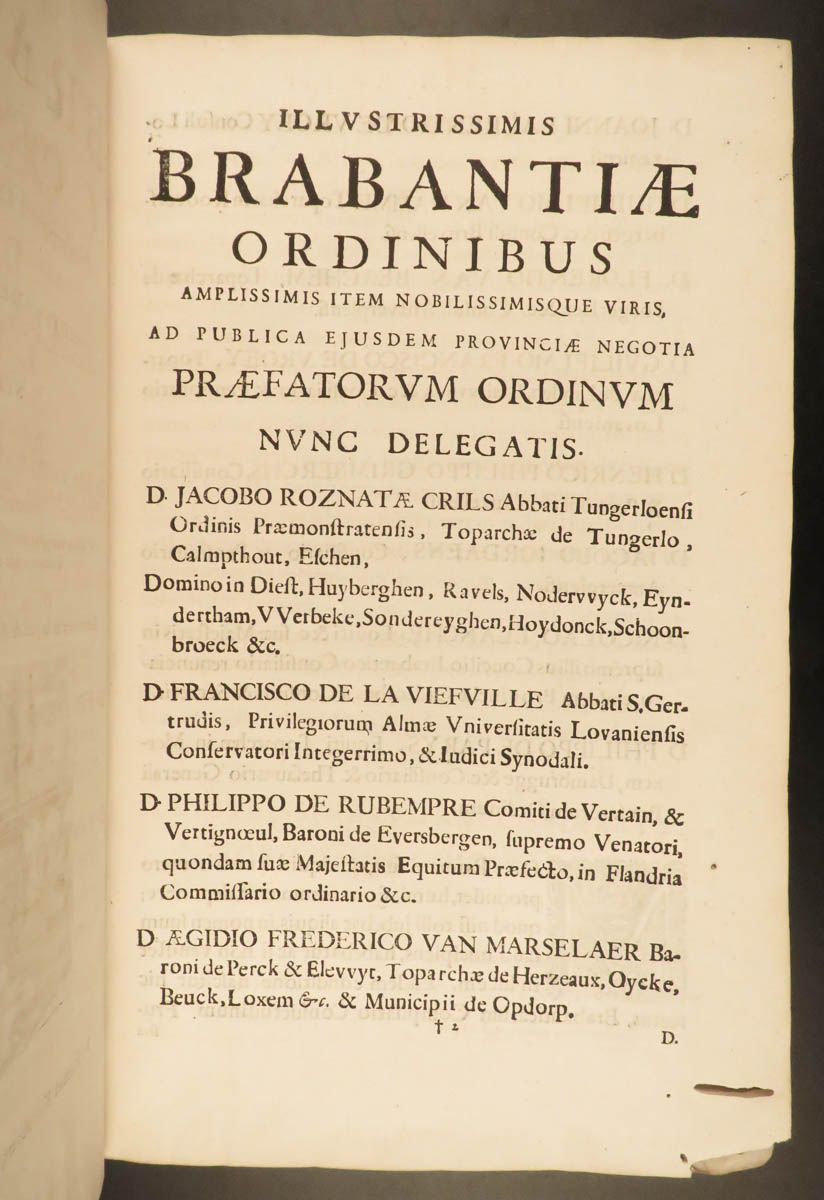 ILLVSTRISSIMIS
BRABANTIÆ
ORDINIBUS
AMPLISSIMIS ITEM NOBILISSIMISQUE VIRIS,
AD PUBLICA EJUSDEM PROVINCIÆ NEGOTIA
PRÆFATORVM ORDINVM
NVNC DELEGATIS.
D. JACOBO ROZNATÆ CRILS Abbati Tungerloenſi
Ordinis Præmonſtratenſis, Toparchæ de Tungerlo,
Calmpthout, Eſchen,
Domino in Dieſt, Huyberghen, Ravels, Nodervvyck, Eyn-
dertham, VVerbeke, Sondereyghen, Hoydonck, Schoon-
broeck &c.
D. FRANCISCO DE LA VIEFVILLE Abbati S. Ger-
trudis, Privilegiorum Almæ Vniverſitatis Lovanienſis
Conſervatori Integerrimo, & Iudici Synodali.
D. PHILIPPO DE RUBEMPRE Comiti de Vertain, &
Vertignœul, Baroni de Eversbergen, ſupremo Venatori,
quondam ſuæ Majeſtatis Equitum Præfecto, in Flandria
Commiſſario ordinario &c.
D ÆGIDIO FREDERICO VAN MARSELAER Ba-
roni de Perck & Elevvyt, Toparchæ de Herzeaux, Oycke,
Beuck, Loxem &c. & Municipii de Opdorp.
† 2
D.